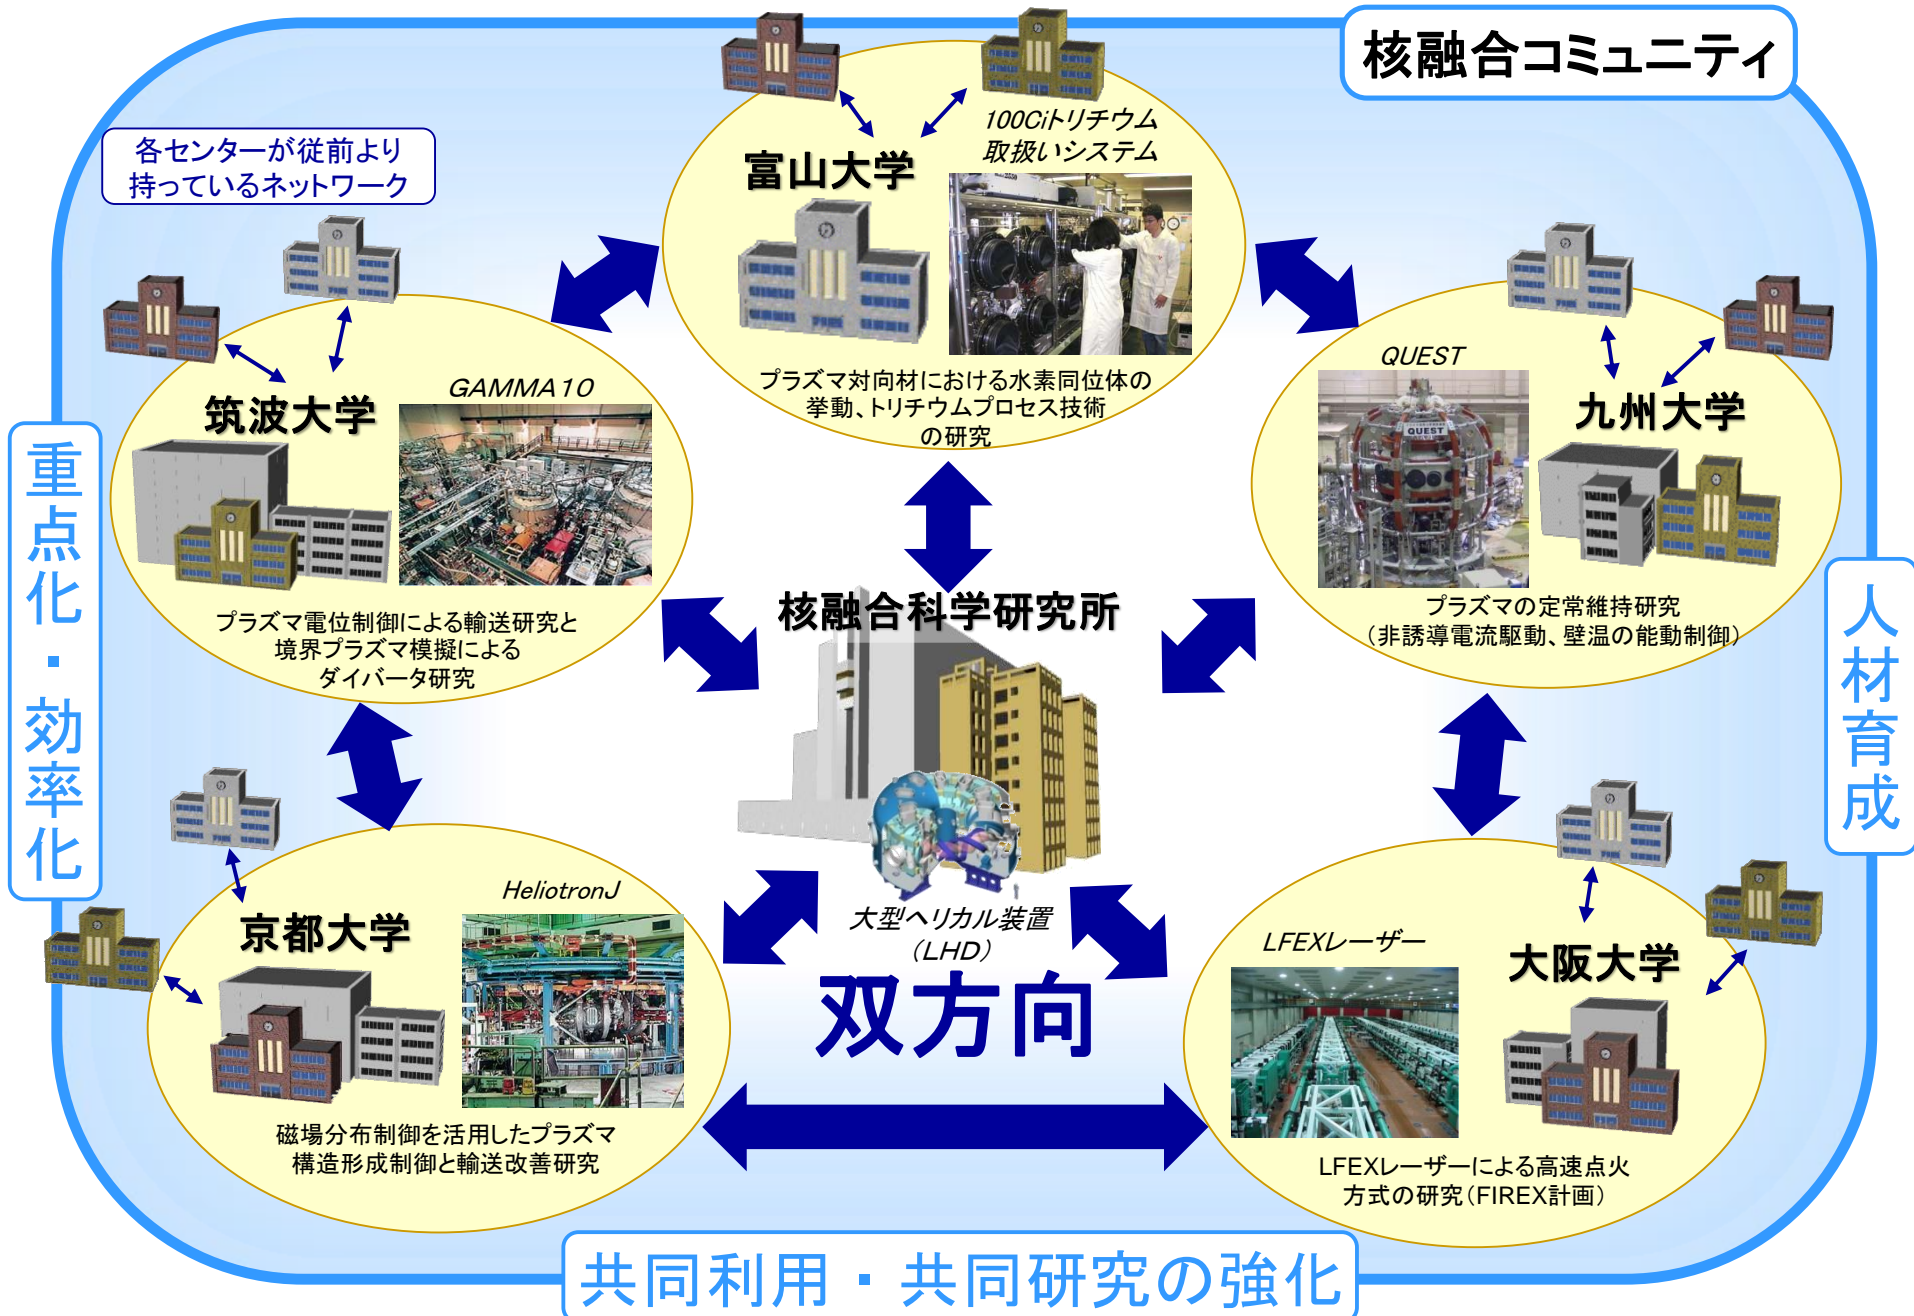 核融合コミュニティ
各センターが従前より
持っているネットワーク
富山大学
100Ciトリチウム
取扱いシステム
プラズマ対向材における水素同位体の
挙動、トリチウムプロセス技術
の研究
筑波大学
GAMMA10
プラズマ電位制御による輸送研究と
境界プラズマ模擬による
ダイバータ研究
QUEST
QUEST
九州大学
プラズマの定常維持研究
（非誘導電流駆動、壁温の能動制御）
核融合科学研究所
大型ヘリカル装置
（LHD）
双方向
京都大学
HeliotronJ
磁場分布制御を活用したプラズマ
構造形成制御と輸送改善研究
LFEXレーザー
大阪大学
LFEXレーザーによる高速点火
方式の研究（FIREX計画）
重点化・効率化
人材育成
共同利用・共同研究の強化